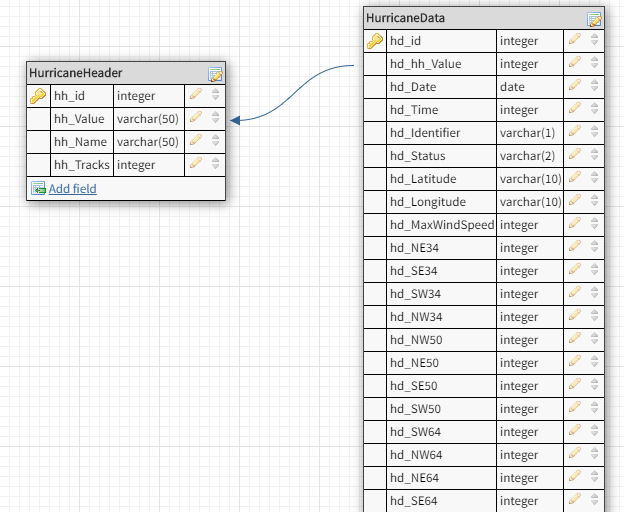 HurricaneHeader
hh_id integer
hh_Value varchar(50)
hh_Name varchar(50)
hh_Tracks integer
Add field
HurricaneData
hd_id integer
hd_hh_Value integer
hd_Date date
hd_Time integer
hd_Identifier varchar(1)
hd_Status varchar(2)
hd_Latitude varchar(10)
hd_Longitude varchar(10)
hd_MaxWindSpeed integer
hd_NE34 integer
hd_SE34 integer
hd_SW34 integer
hd_NW34 integer
hd_NW50 integer
hd_NE50 integer
hd_SE50 integer
hd_SW50 integer
hd_SW64 integer
hd_NW64 integer
hd_NE64 integer
hd_SE64 integer